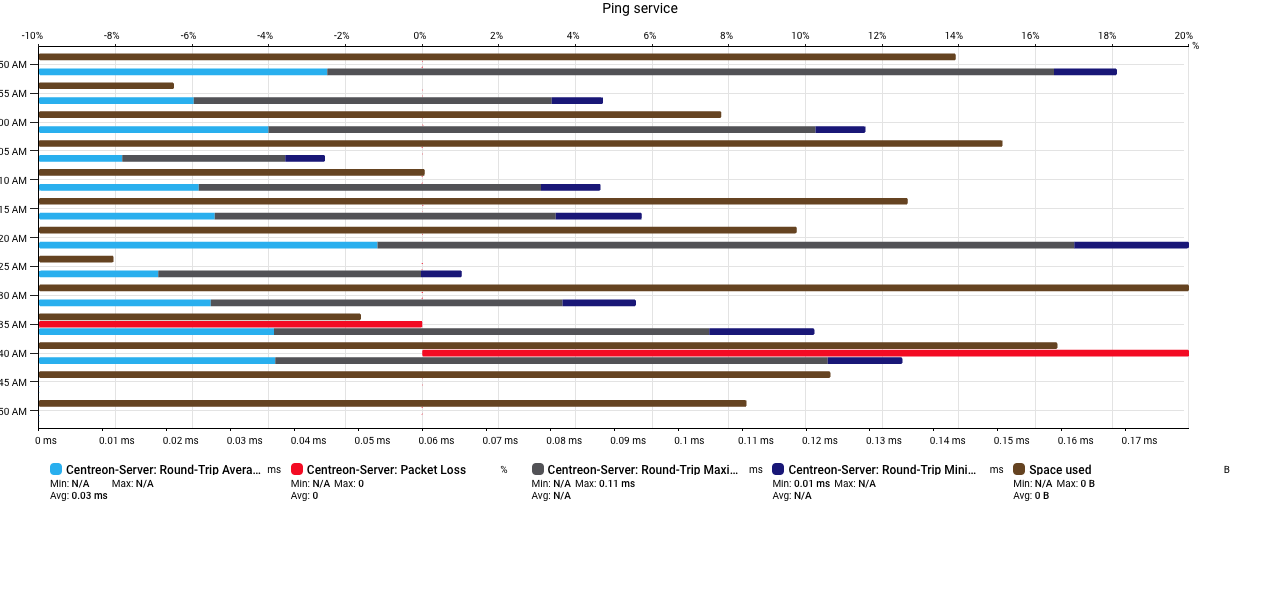 Ping service
-10% -8% -6% -4% -2% 0% 2% 4% 6% 8% 10% 12% 14% 16% 18% 20%
%
50 AM
55 AM
00 AM
05 AM
10 AM
15 AM
20 AM
25 AM
30 AM
35 AM
40 AM
45 AM
50 AM
0 ms 0.01 ms 0.02 ms 0.03 ms 0.04 ms 0.05 ms 0.06 ms 0.07 ms 0.08 ms 0.09 ms 0.1 ms 0.11 ms 0.12 ms 0.13 ms 0.14 ms 0.15 ms 0.16 ms 0.17 ms
Centreon-Server: Round-Trip Avera... ms Centreon-Server: Packet Loss % Centreon-Server: Round-Trip Maxi... ms Centreon-Server: Round-Trip Mini... ms Space used B
Min: N/A Max: N/A Min: N/A Max: 0 Min: N/A Max: 0.11 ms Min: 0.01 ms Max: N/A Min: N/A Max: 0 B
Avg: 0.03 ms Avg: 0 Avg: N/A Avg: N/A Avg: 0 B